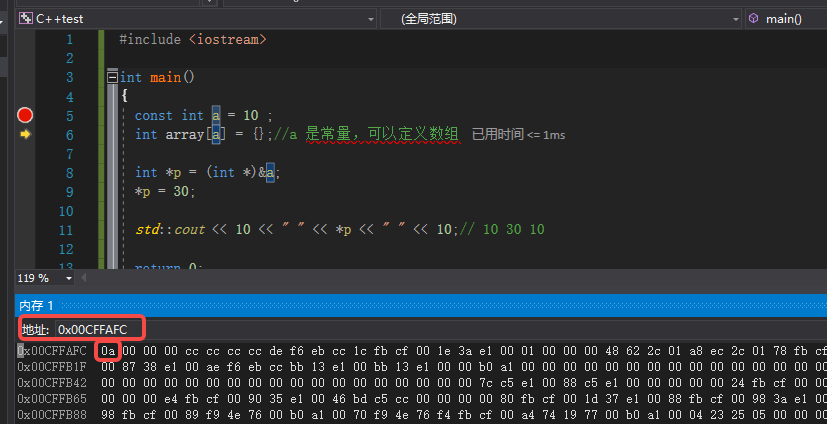 C++test (全局范围) main()
1 #include <iostream>
2
3 int main()
4 {
5 const int a = 10 ;
6 int array[a] = {};//a 是常量，可以定义数组 已用时间 <= 1ms
7
8 int *p = (int *)&a;
9 *p = 30;
10
11 std::cout << 10 << " " << *p << " " << 10;// 10 30 10
12
13 return 0;
119 %
内存 1
地址: 0x00CFFAFC
0x00CFFAFC 0a 00 00 00 cc cc cc cc de f6 eb cc 1c fb cf 00 1e 3a e1 00 01 00 00 00 48 62 2c 01 a8 ec 2c 01 78 fb cf
0x00CFFB1F 00 87 38 e1 00 ae f6 eb cc bb 13 e1 00 bb 13 e1 00 00 b0 a1 00 00 00 00 00 00 00 00 00 00 00 00 00 00 00
0x00CFFB42 00 00 00 00 00 00 00 00 00 00 00 00 00 00 00 00 00 7c c5 e1 00 88 c5 e1 00 00 00 00 00 24 fb cf 00 00
0x00CFFB65 00 00 00 e4 fb cf 00 90 35 e1 00 46 bd c5 cc 00 00 00 00 80 fb cf 00 1d 37 e1 00 88 fb cf 00 98 3a e1 00
0x00CFFB88 98 fb cf 00 89 f9 4e 76 00 b0 a1 00 70 f9 4e 76 f4 fb cf 00 a4 74 19 77 00 b0 a1 00 04 23 25 05 00 00 00